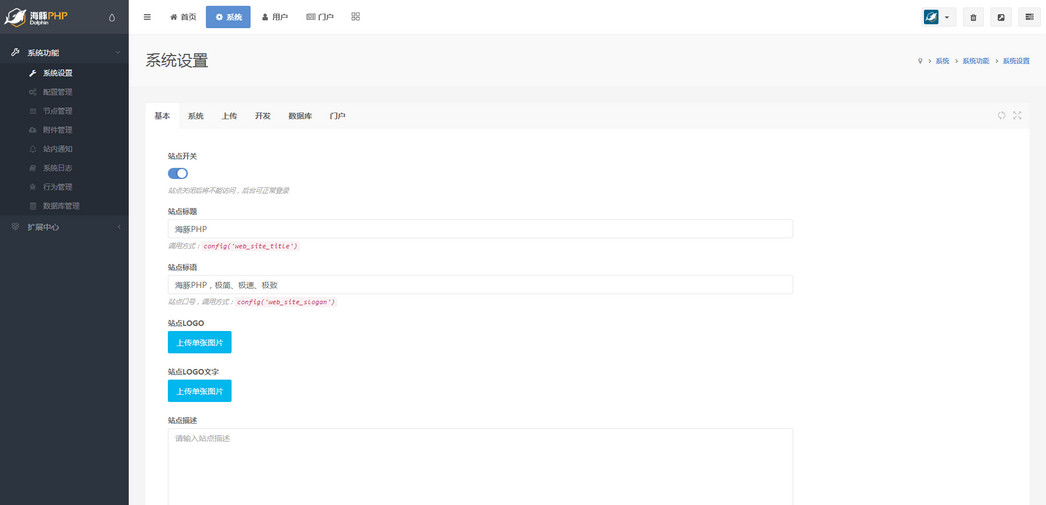 海豚PHP
Dolphin
首页
系统
用户
门户
系统功能
系统设置
配置管理
节点管理
附件管理
站内通知
系统日志
行为管理
数据库管理
扩展中心
系统设置
系统 > 系统功能 > 系统设置
基本
系统
上传
开发
数据库
门户
站点开关
站点关闭后将不能访问，后台可正常登录
站点标题
海豚PHP
调用方式：config('web_site_title')
站点标语
海豚PHP，极简、极速、极致
站点口号，调用方式：config('web_site_slogan')
站点LOGO
上传单张图片
站点LOGO文字
上传单张图片
站点描述
请输入站点描述